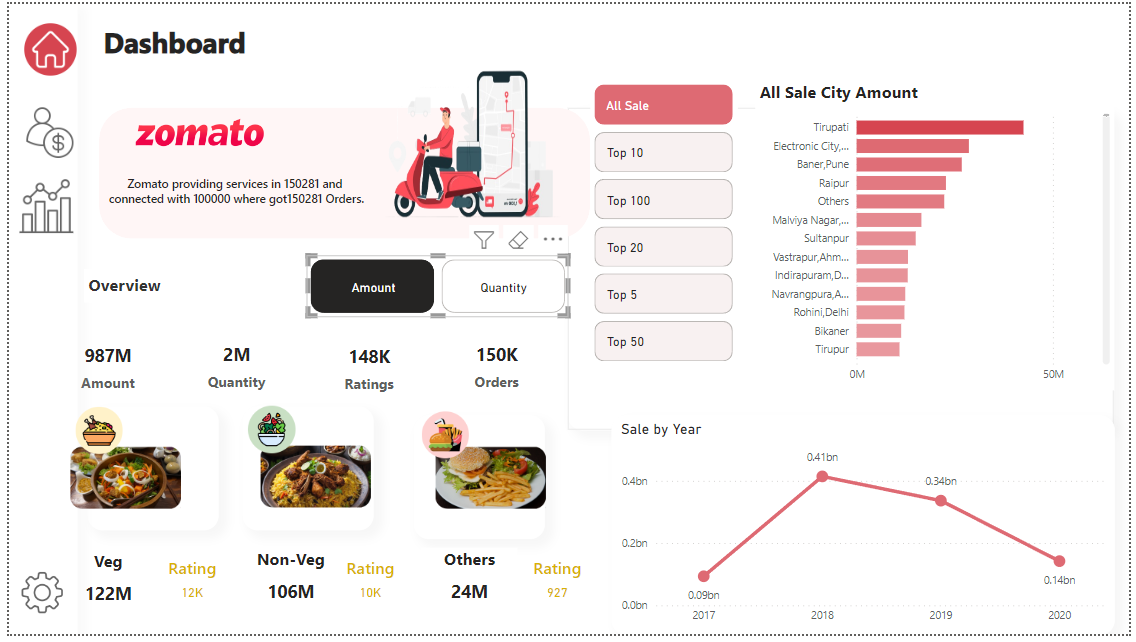 Dashboard
zomato
Zomato providing services in 150281 and
connected with 100000 where got150281 Orders.
Overview
Amount
Quantity
987M
Amount
2M
Quantity
148K
Ratings
150K
Orders
Veg
122M
Rating
12K
Non-Veg
106M
Rating
10K
Others
24M
Rating
927
All Sale
Top 10
Top 100
Top 20
Top 5
Top 50
All Sale City Amount
Tirupati
Electronic City,...
Baner,Pune
Raipur
Others
Malviya Nagar,...
Sultanpur
Vastrapur,Ahm...
Indirapuram,D...
Navrangpura,A...
Rohini,Delhi
Bikaner
Tirupur
0M
50M
Sale by Year
0.4bn
0.2bn
0.0bn
0.09bn
0.41bn
0.34bn
0.14bn
2017
2018
2019
2020